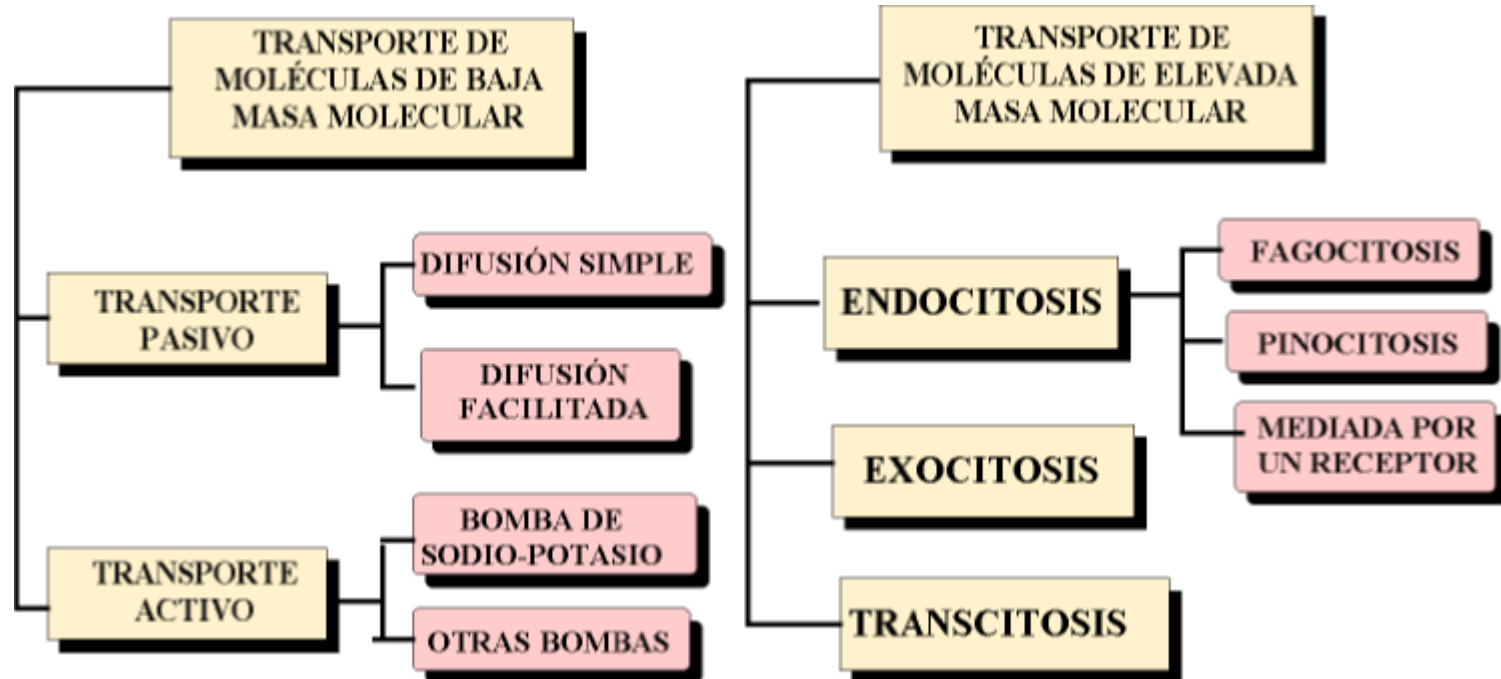 TRANSPORTE DE
MOLÉCULAS DE BAJA
MASA MOLECULAR
TRANSPORTE
PASIVO
DIFUSIÓN SIMPLE
DIFUSIÓN
FACILITADA
TRANSPORTE
ACTIVO
BOMBA DE
SODIO-POTASIO
OTRAS BOMBAS
TRANSPORTE DE
MOLÉCULAS DE ELEVADA
MASA MOLECULAR
ENDOCITOSIS
FAGOCITOSIS
PINOCITOSIS
MEDIADA POR
UN RECEPTOR
EXOCITOSIS
TRANSCITOSIS